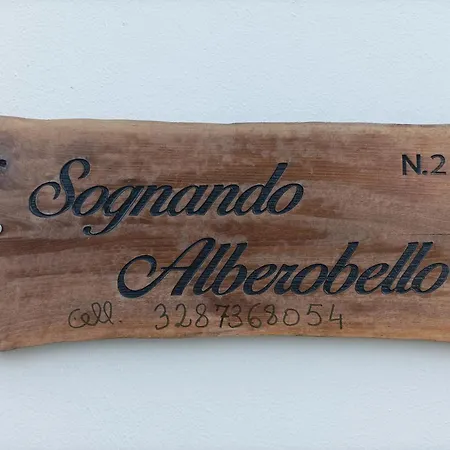 N.2
Sognando
Alberobello
cell. 3287368054